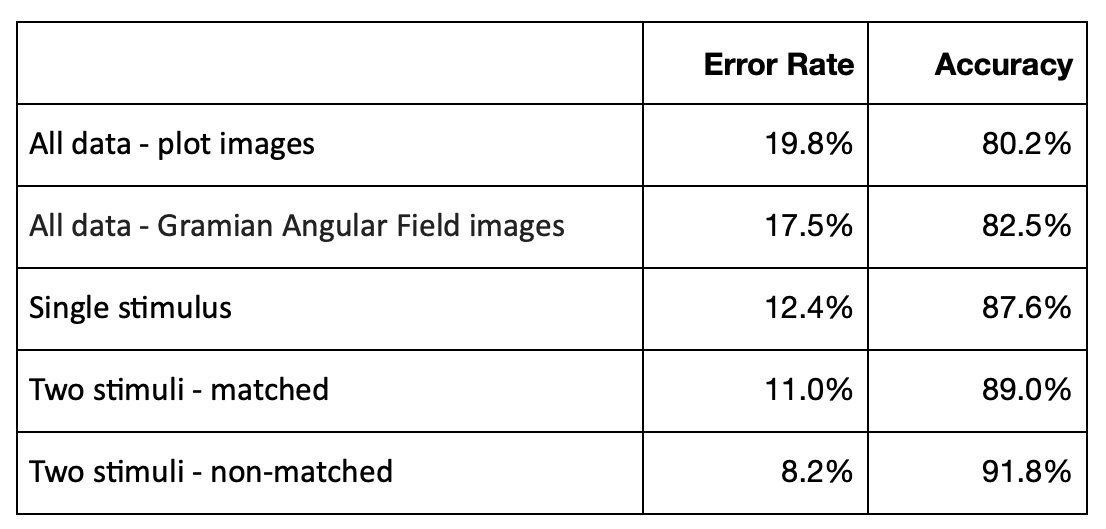 Error Rate Accuracy
All data - plot images 19.8% 80.2%
All data - Gramian Angular Field images 17.5% 82.5%
Single stimulus 12.4% 87.6%
Two stimuli - matched 11.0% 89.0%
Two stimuli - non-matched 8.2% 91.8%